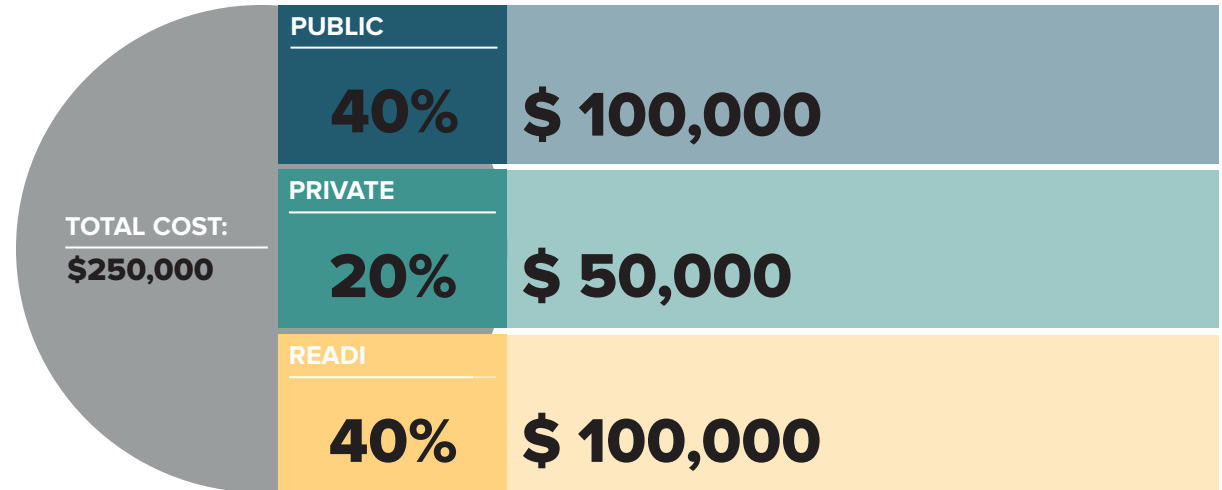 PUBLIC
40% $ 100,000
PRIVATE
TOTAL COST:
$250,000
20% $ 50,000
READI
40% $ 100,000